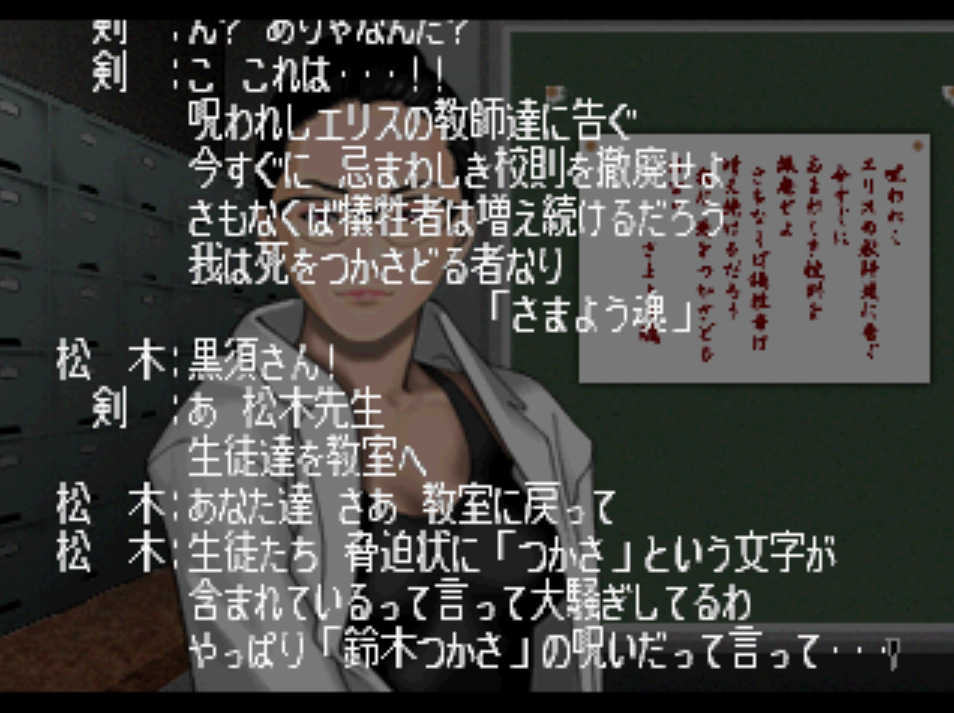 剣：ん? ありゃなんだ?
剣：こ これは・・・!!
呪われしエリスの教師達に告ぐ
今すぐに 忌まわしき校則を撤廃せよ
さもなくば犠牲者は増え続けるだろう
我は死をつかさどる者なり
「さまよう魂」
松 木：黒須さん!
剣：あ 松木先生
生徒達を教室へ
松 木：あなた達 さあ 教室に戻って
松 木：生徒たち 脅迫状に「つかさ」という文字が
含まれているって言って大騒ぎしてるわ
やっぱり「鈴木つかさ」の呪いだって言って・・・